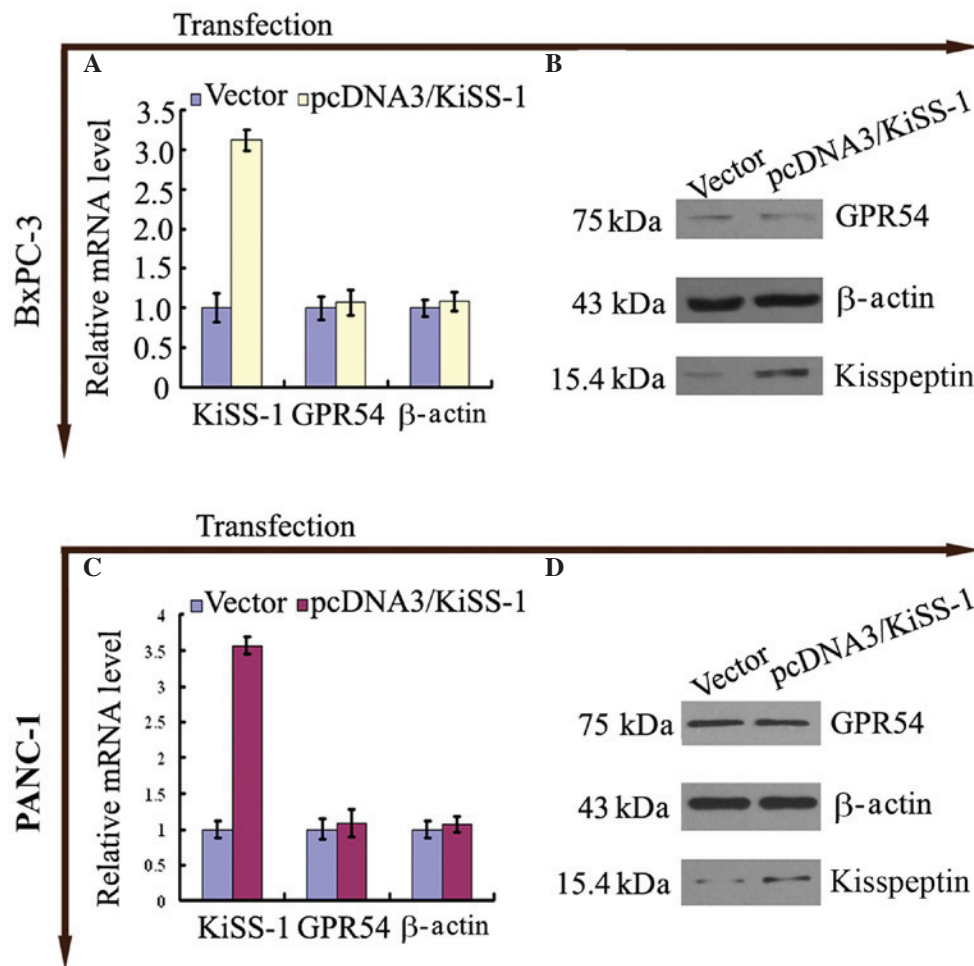 Transfection
BxPC-3
A
Vector pcDNA3/KiSS-1
Relative mRNA level
3.5
3.0
2.5
2.0
1.5
1.0
0.5
0
KiSS-1 GPR54 β-actin
B
Vector pcDNA3/KiSS-1
75 kDa GPR54
43 kDa β-actin
15.4 kDa Kisspeptin
Transfection
PANC-1
C
Vector pcDNA3/KiSS-1
Relative mRNA level
4
3.5
3
2.5
2
1.5
1
0.5
0
KiSS-1 GPR54 β-actin
D
Vector pcDNA3/KiSS-1
75 kDa GPR54
43 kDa β-actin
15.4 kDa Kisspeptin